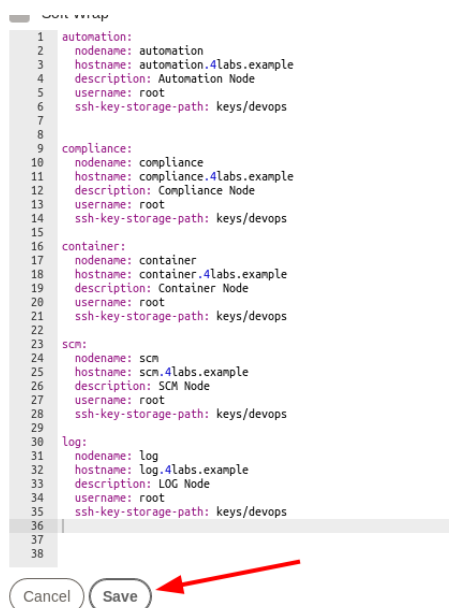 Soft Wrap
1 automation:
2 nodename: automation
3 hostname: automation.4labs.example
4 description: Automation Node
5 username: root
6 ssh-key-storage-path: keys/devops
7
8
9 compliance:
10 nodename: compliance
11 hostname: compliance.4labs.example
12 description: Compliance Node
13 username: root
14 ssh-key-storage-path: keys/devops
15
16 container:
17 nodename: container
18 hostname: container.4labs.example
19 description: Container Node
20 username: root
21 ssh-key-storage-path: keys/devops
22
23 scm:
24 nodename: scm
25 hostname: scm.4labs.example
26 description: SCM Node
27 username: root
28 ssh-key-storage-path: keys/devops
29
30 log:
31 nodename: log
32 hostname: log.4labs.example
33 description: LOG Node
34 username: root
35 ssh-key-storage-path: keys/devops
36
37
38
Cancel Save